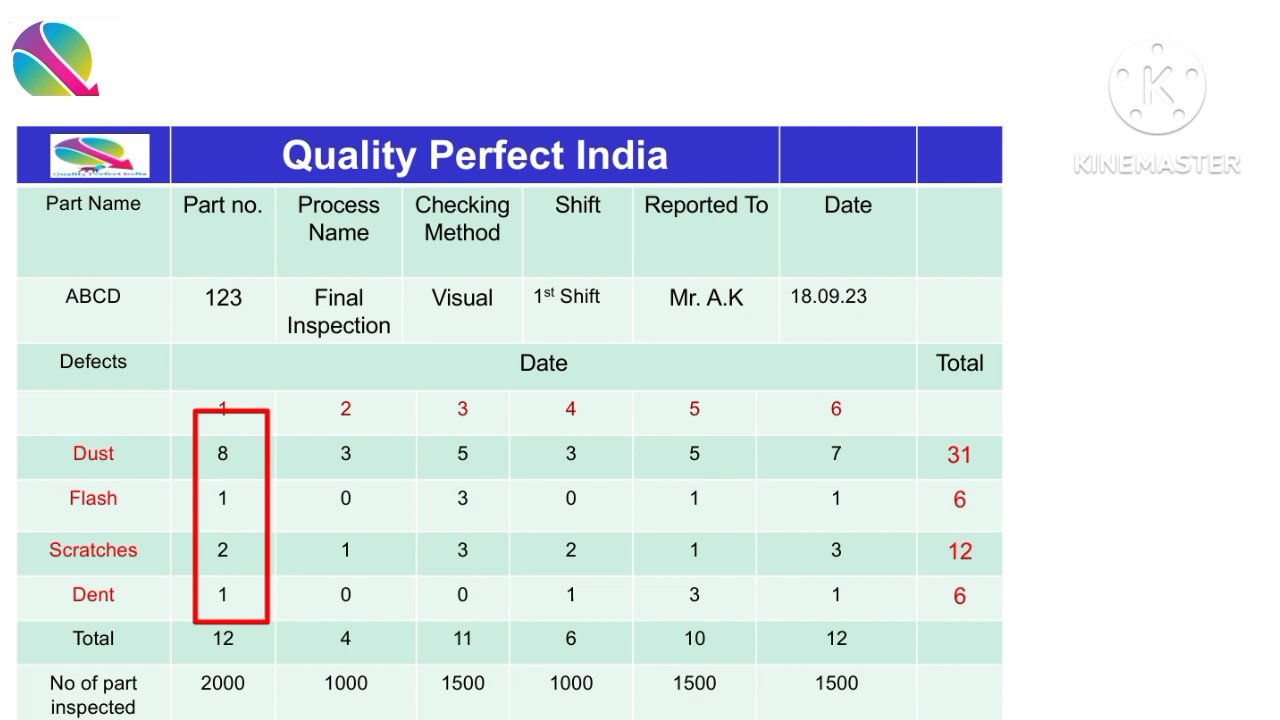 KINEMASTER
Quality Perfect India
Quality Perfect India
Part Name Part no. Process Name Checking Method Shift Reported To Date
ABCD 123 Final Inspection Visual 1st Shift Mr. A.K 18.09.23
Defects Date Total
1 2 3 4 5 6
Dust 8 3 5 3 5 7 31
Flash 1 0 3 0 1 1 6
Scratches 2 1 3 2 1 3 12
Dent 1 0 0 1 3 1 6
Total 12 4 11 6 10 12
No of part inspected 2000 1000 1500 1000 1500 1500